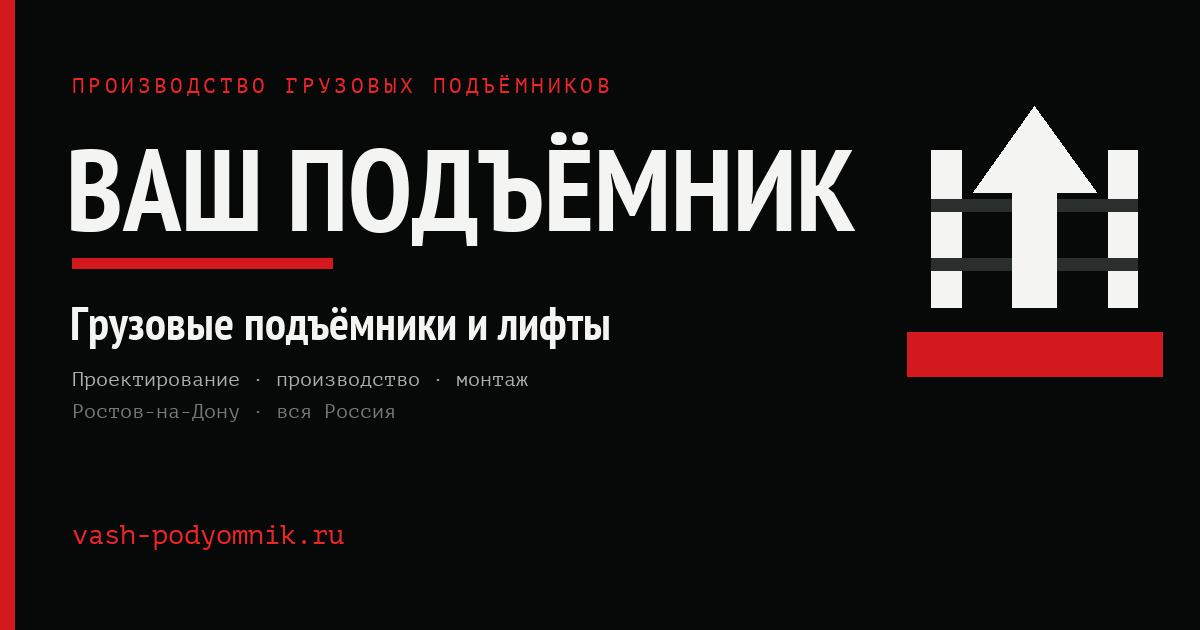 ПРОИЗВОДСТВО ГРУЗОВЫХ ПОДЪЁМНИКОВ
ВАШ ПОДЪЁМНИК
Грузовые подъёмники и лифты
Проектирование · производство · монтаж
Ростов-на-Дону · вся Россия
vash-podyomnik.ru